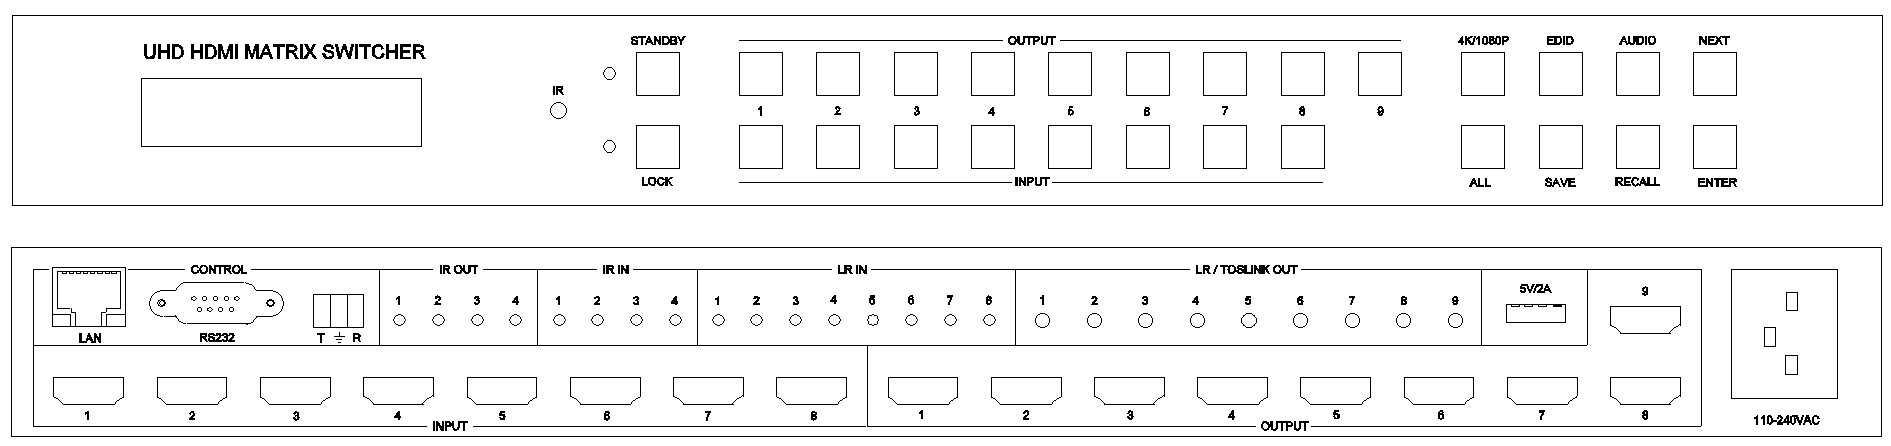 UHD HDMI MATRIX SWITCHER
IR
STANDBY
LOCK
OUTPUT
1 2 3 4 5 6 7 8 9
INPUT
4K/1080P EDID AUDIO NEXT
ALL SAVE RECALL ENTER
CONTROL
LAN
RS232
T ⏚ R
IR OUT
1 2 3 4
IR IN
1 2 3 4
LR IN
1 2 3 4 5 6 7 8
LR / TOSLINK OUT
1 2 3 4 5 6 7 8 9
5V/2A
9
1 2 3 4 5 6 7 8
INPUT
1 2 3 4 5 6 7 8
OUTPUT
110-240VAC